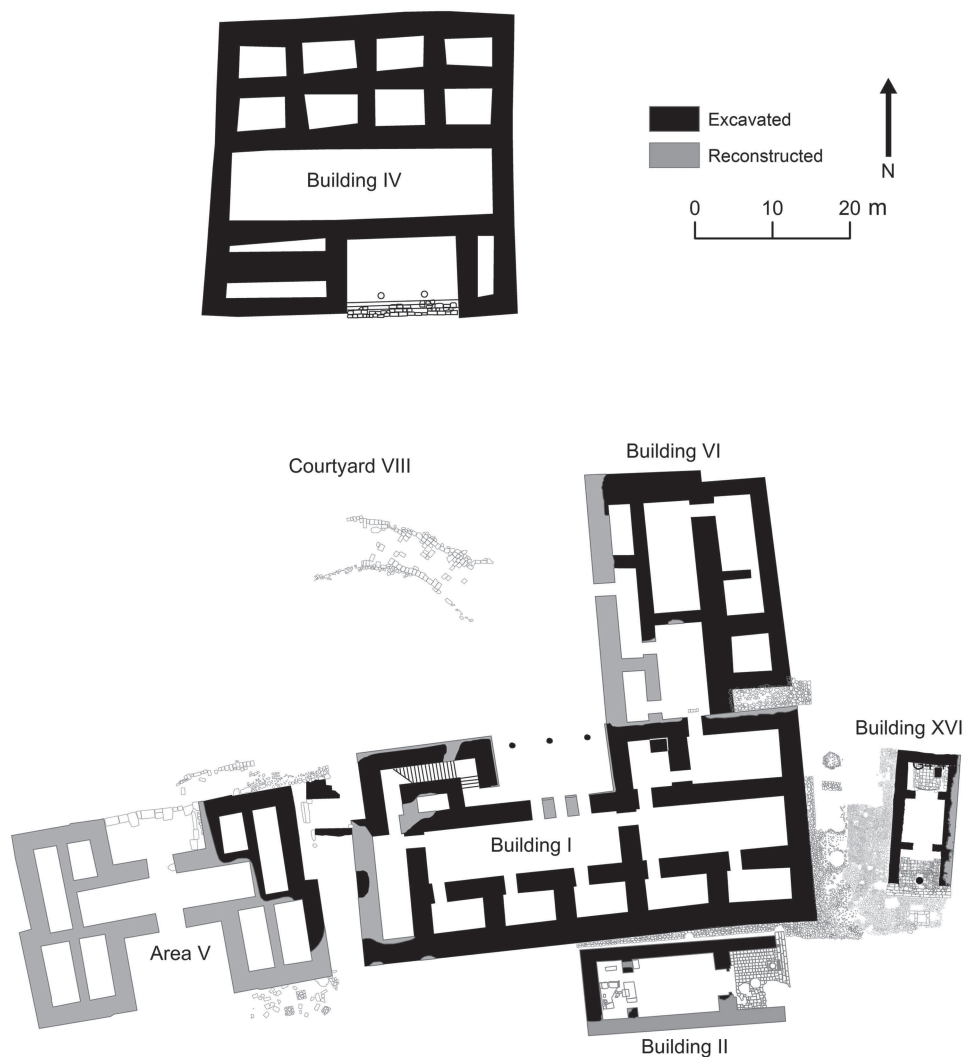 Building IV
Excavated
Reconstructed
N
0 10 20 m
Courtyard VIII
Building VI
Building XVI
Building I
Area V
Building II